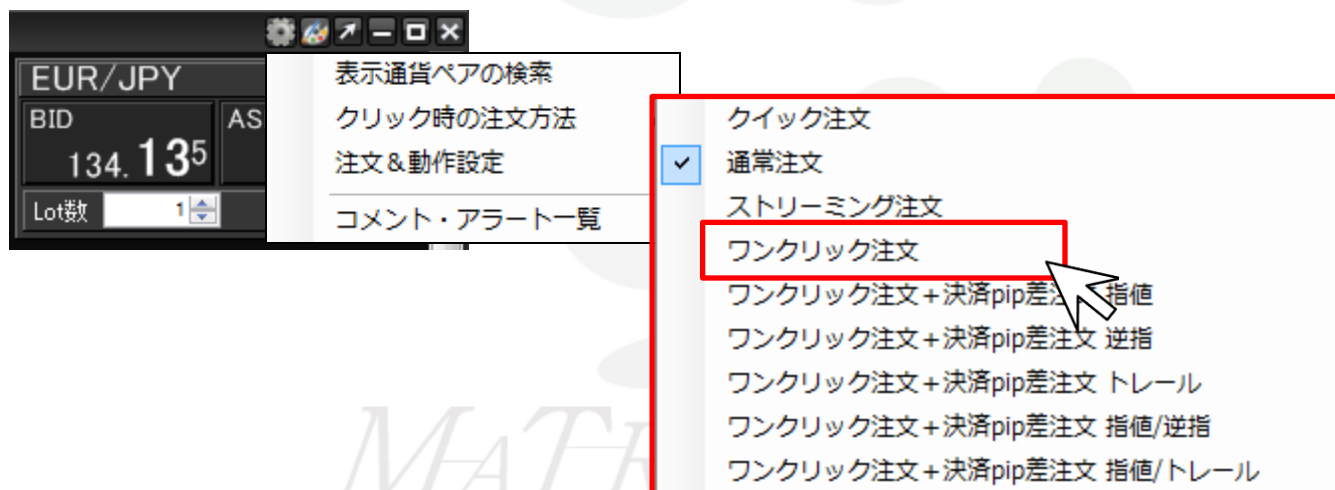 EUR/JPY
BID
AS
134.135
Lot数
1
表示通貨ペアの検索
クリック時の注文方法
注文&動作設定
コメント・アラート一覧
クイック注文
通常注文
ストリーミング注文
ワンクリック注文
ワンクリック注文+決済pip差注文 指値
ワンクリック注文+決済pip差注文 逆指
ワンクリック注文+決済pip差注文 トレール
ワンクリック注文+決済pip差注文 指値/逆指
ワンクリック注文+決済pip差注文 指値/トレール
MATR